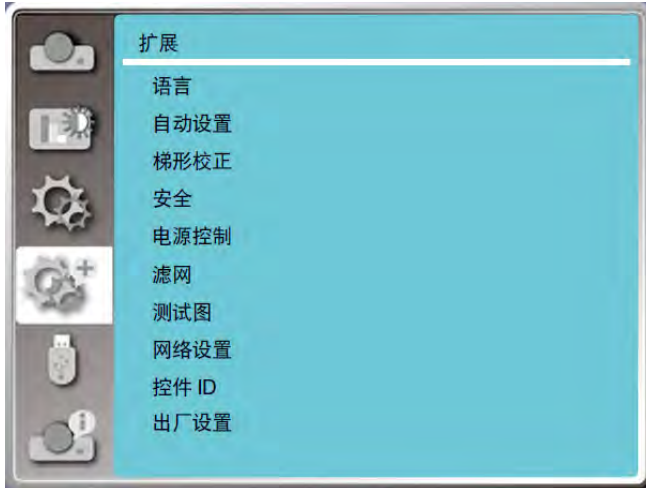 扩展
语言
自动设置
梯形校正
安全
电源控制
滤网
测试图
网络设置
控件 ID
出厂设置